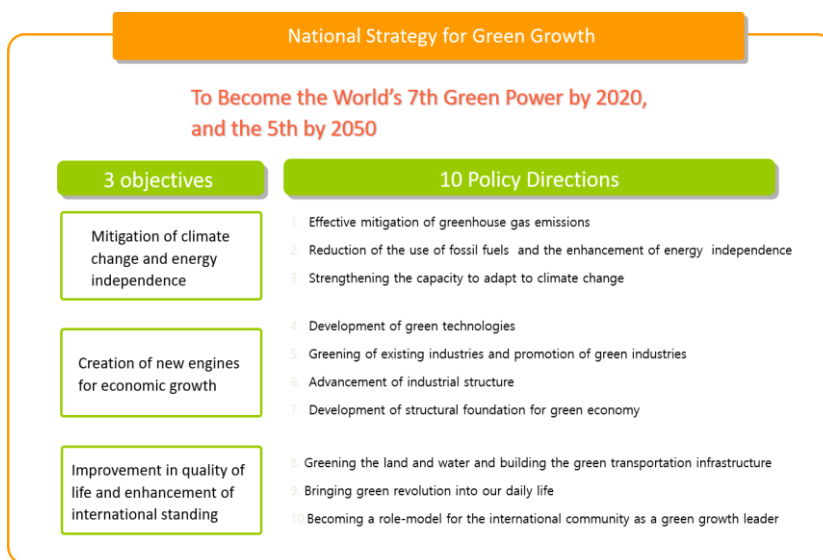 National Strategy for Green Growth
To Become the World's 7th Green Power by 2020,
and the 5th by 2050
3 objectives
10 Policy Directions
Mitigation of climate
change and energy
independence
1. Effective mitigation of greenhouse gas emissions
2. Reduction of the use of fossil fuels and the enhancement of energy independence
3. Strengthening the capacity to adapt to climate change
Creation of new engines
for economic growth
4. Development of green technologies
5. Greening of existing industries and promotion of green industries
6. Advancement of industrial structure
7. Development of structural foundation for green economy
Improvement in quality of
life and enhancement of
international standing
8. Greening the land and water and building the green transportation infrastructure
9. Bringing green revolution into our daily life
10. Becoming a role-model for the international community as a green growth leader